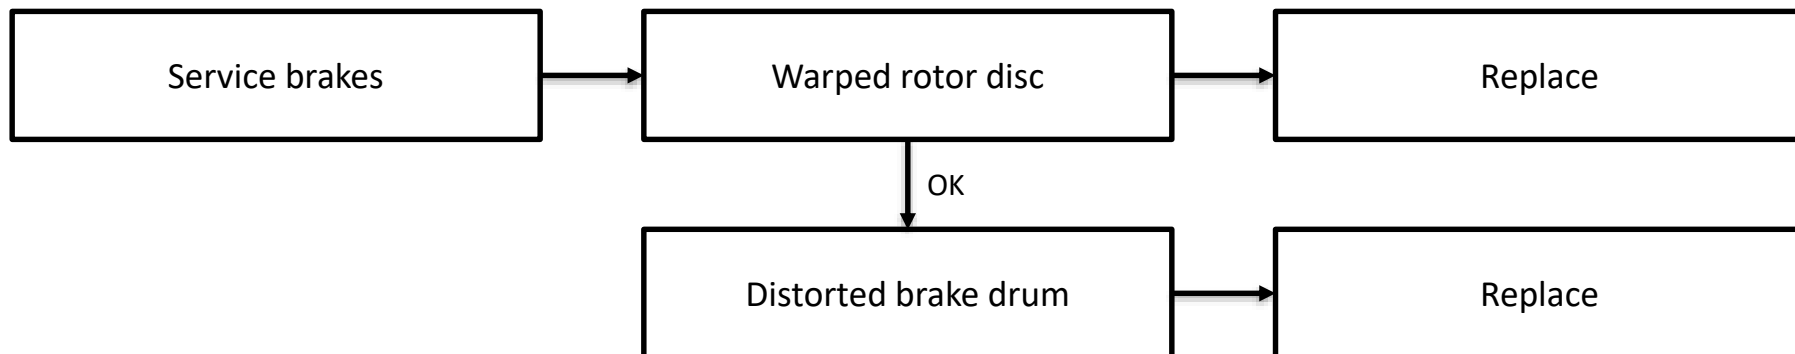 Service brakes
Warped rotor disc
Replace
OK
Distorted brake drum
Replace